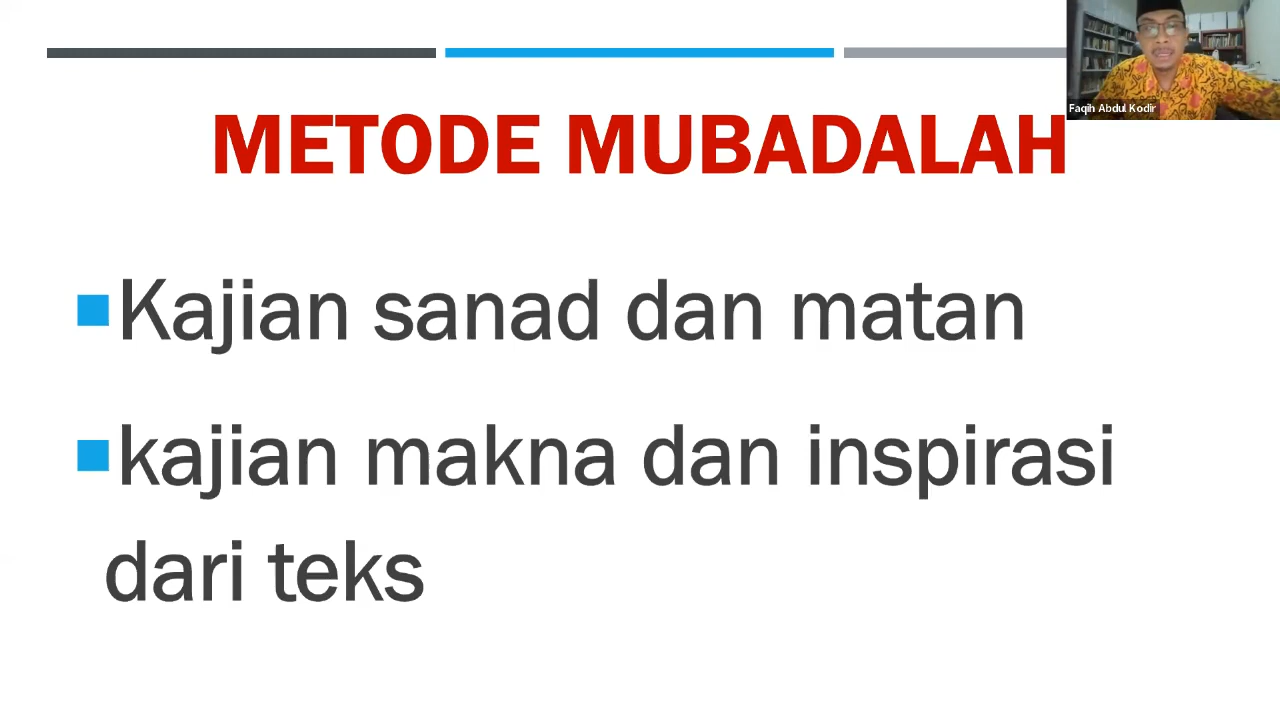 Faqih Abdul Kodir
METODE MUBADALAH
Kajian sanad dan matan
kajian makna dan inspirasi
dari teks